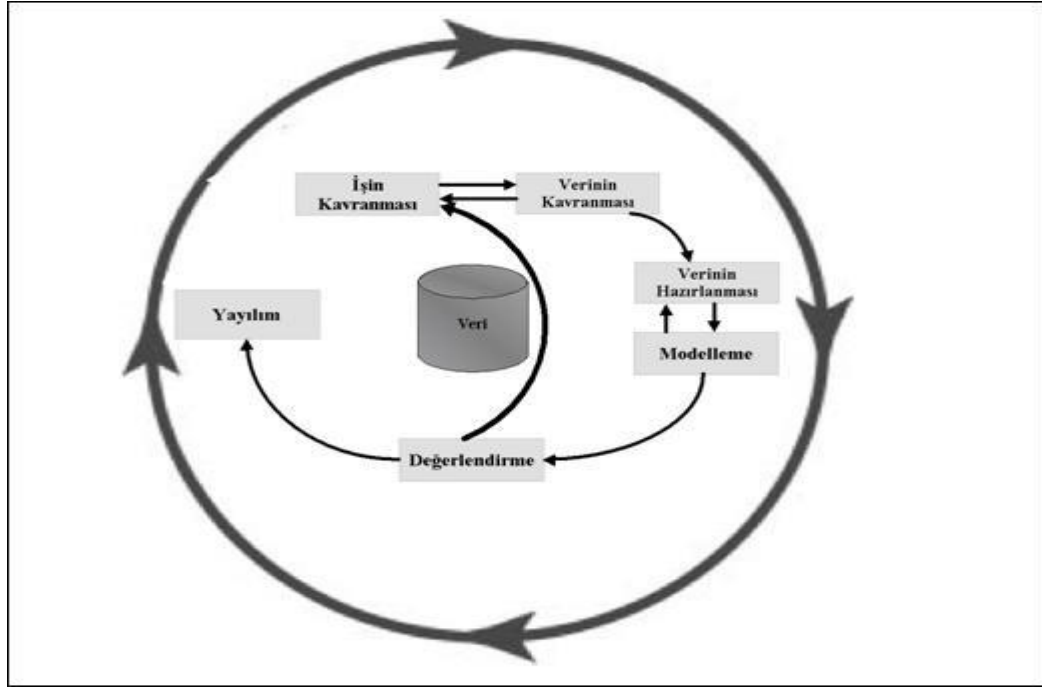 İşin
Kavranması
Verinin
Kavranması
Verinin
Hazırlanması
Modelleme
Değerlendirme
Yayılım
Veri